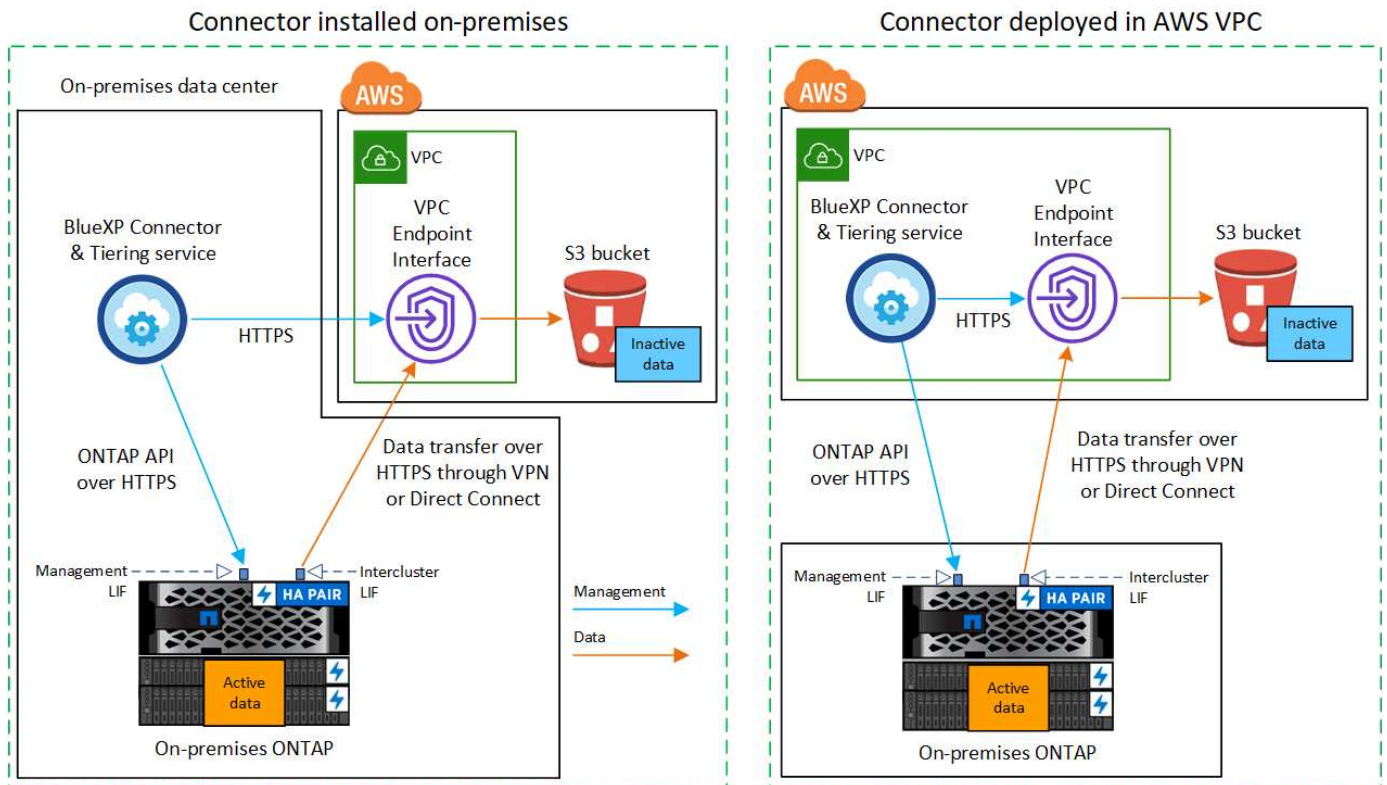 Connector installed on-premises
On-premises data center
AWS
VPC
BlueXP Connector
& Tiering service
VPC
Endpoint
Interface
S3 bucket
HTTPS
Inactive
data
ONTAP API
over HTTPS
Data transfer over
HTTPS through VPN
or Direct Connect
Management
LIF
Intercluster
LIF
HA PAIR
Active
data
On-premises ONTAP
Management
Data
Connector deployed in AWS VPC
AWS
VPC
BlueXP Connector
& Tiering service
VPC
Endpoint
Interface
S3 bucket
HTTPS
Inactive
data
ONTAP API
over HTTPS
Data transfer over
HTTPS through VPN
or Direct Connect
Management
LIF
Intercluster
LIF
HA PAIR
Active
data
On-premises ONTAP